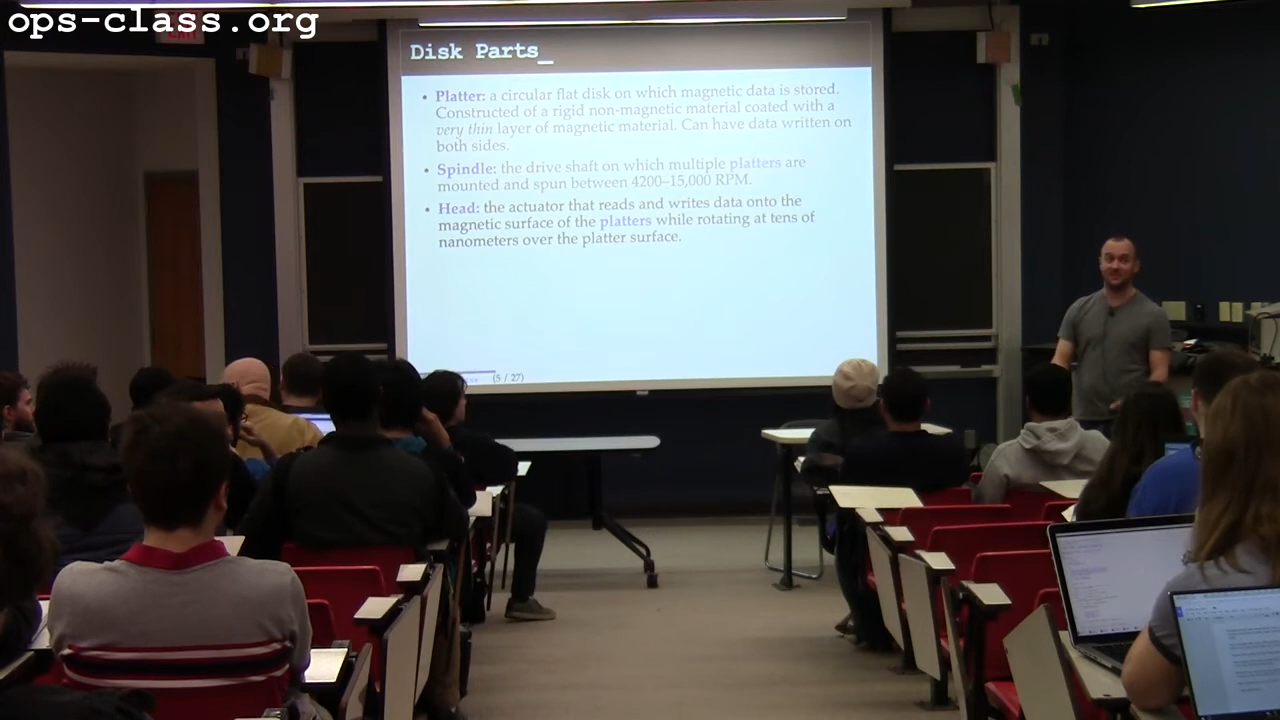 ops-class.org
EXIT
Disk Parts_
• Platter: a circular flat disk on which magnetic data is stored.
Constructed of a rigid non-magnetic material coated with a
very thin layer of magnetic material. Can have data written on
both sides.
• Spindle: the drive shaft on which multiple platters are
mounted and spun between 4200–15,000 RPM.
• Head: the actuator that reads and writes data onto the
magnetic surface of the platters while rotating at tens of
nanometers over the platter surface.
(5 / 27)